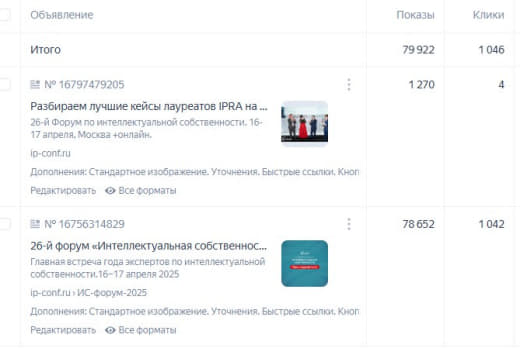 Объявление Показы Клики
Итого 79 922 1 046
№ 16797479205 1 270 4
Разбираем лучшие кейсы лауреатов IPRA на ...
26-й Форум по интеллектуальной собственности. 16-
17 апреля, Москва +онлайн.
ip-conf.ru
Дополнения: Стандартное изображение. Уточнения. Быстрые ссылки. Кноп
Редактировать Все форматы
№ 16756314829 78 652 1 042
26-й форум «Интеллектуальная собственнос...
Главная встреча года экспертов по интеллектуальной
собственности.16–17 апреля 2025
ip-conf.ru › ИС-форум-2025
Дополнения: Стандартное изображение. Уточнения. Быстрые ссылки. Кноп
Редактировать Все форматы